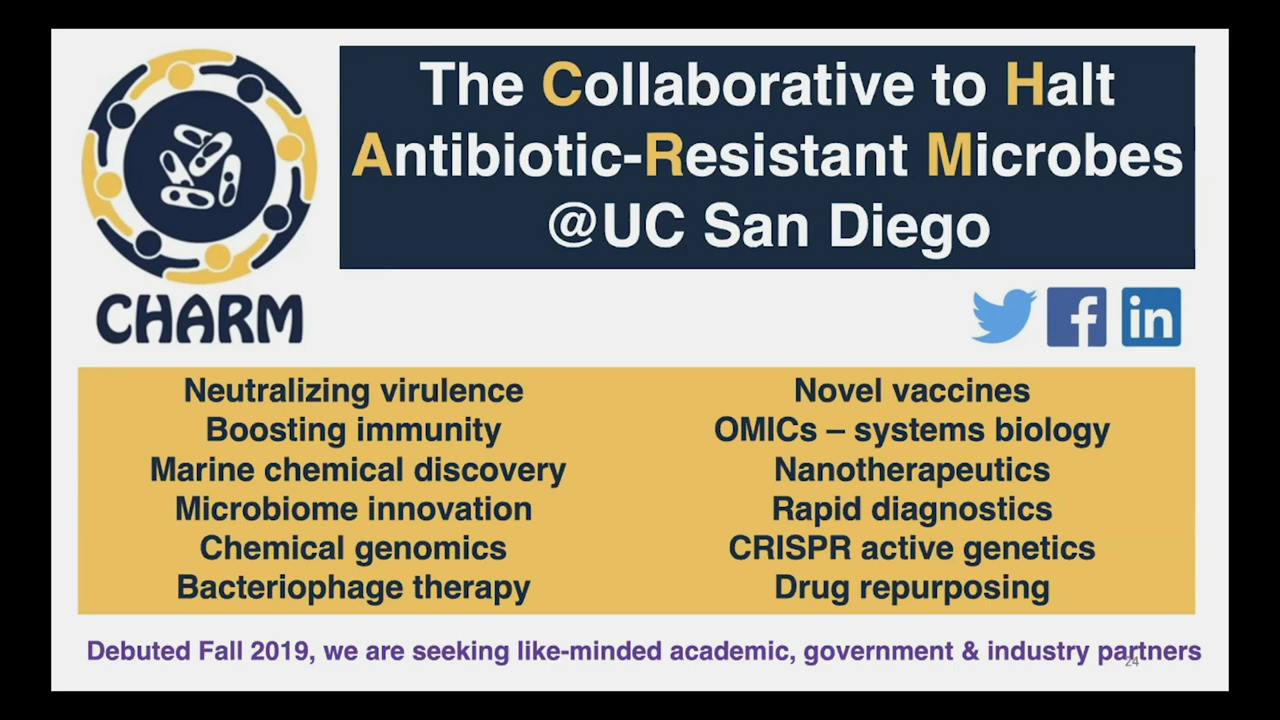 The Collaborative to Halt
Antibiotic-Resistant Microbes
@UC San Diego
CHARM
in
Neutralizing virulence
Boosting immunity
Marine chemical discovery
Microbiome innovation
Chemical genomics
Bacteriophage therapy
Novel vaccines
OMICs – systems biology
Nanotherapeutics
Rapid diagnostics
CRISPR active genetics
Drug repurposing
Debuted Fall 2019, we are seeking like-minded academic, government & industry partners
24